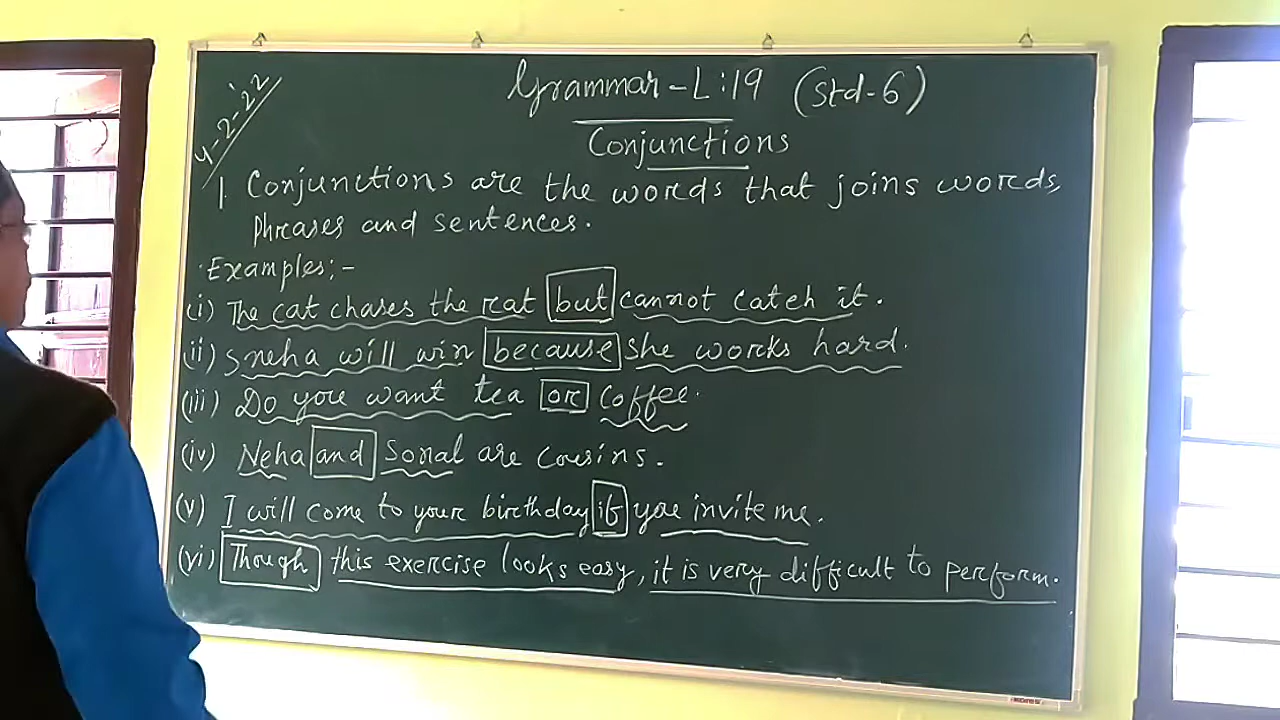 4-2-22
Grammar - L:19 (Std-6)
Conjunctions
1. Conjunctions are the words that joins words,
Phrases and sentences.
Examples:-
(i) The cat chases the rat but cannot catch it.
(ii) Sneha will win because she works hard.
(iii) Do you want tea or coffee.
(iv) Neha and Sonal are cousins.
(v) I will come to your birthday if you invite me.
(vi) Though this exercise looks easy, it is very difficult to perform.